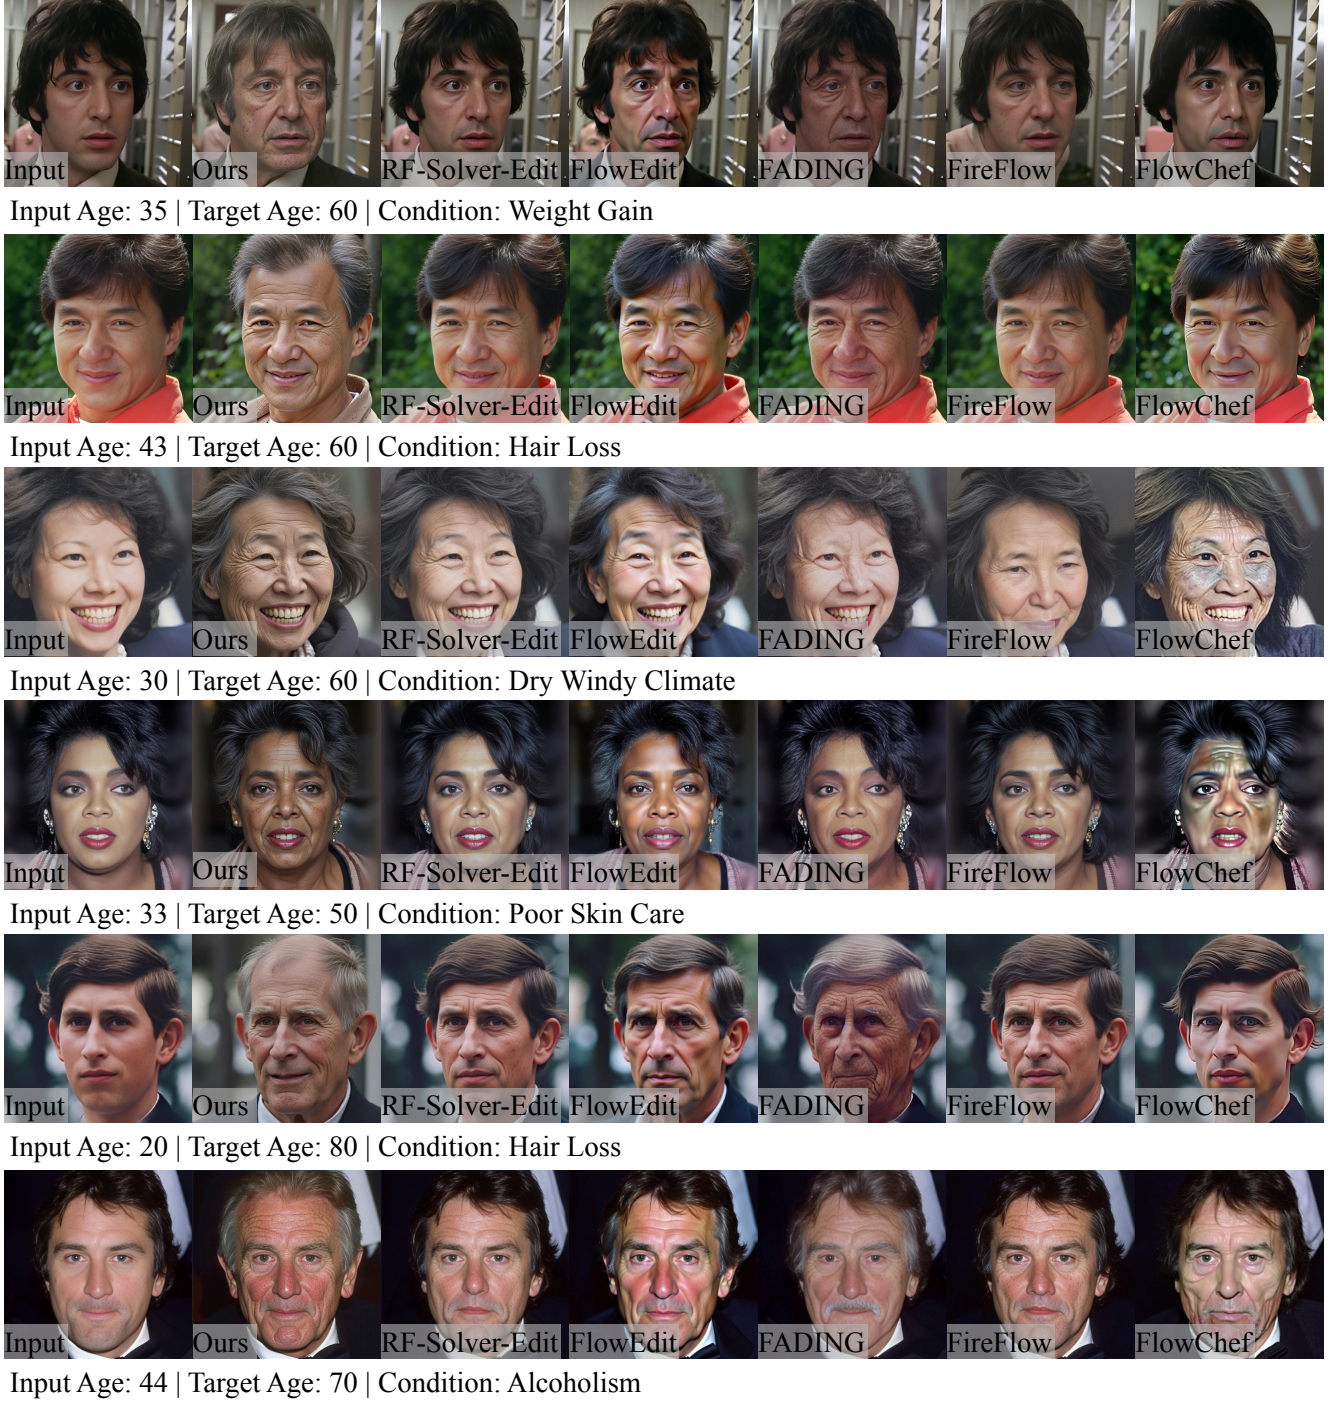 Input Ours RF-Solver-Edit FlowEdit FADING FireFlow FlowChef
Input Age: 35 | Target Age: 60 | Condition: Weight Gain
Input Ours RF-Solver-Edit FlowEdit FADING FireFlow FlowChef
Input Age: 43 | Target Age: 60 | Condition: Hair Loss
Input Ours RF-Solver-Edit FlowEdit FADING FireFlow FlowChef
Input Age: 30 | Target Age: 60 | Condition: Dry Windy Climate
Input Ours RF-Solver-Edit FlowEdit FADING FireFlow FlowChef
Input Age: 33 | Target Age: 50 | Condition: Poor Skin Care
Input Ours RF-Solver-Edit FlowEdit FADING FireFlow FlowChef
Input Age: 20 | Target Age: 80 | Condition: Hair Loss
Input Ours RF-Solver-Edit FlowEdit FADING FireFlow FlowChef
Input Age: 44 | Target Age: 70 | Condition: Alcoholism